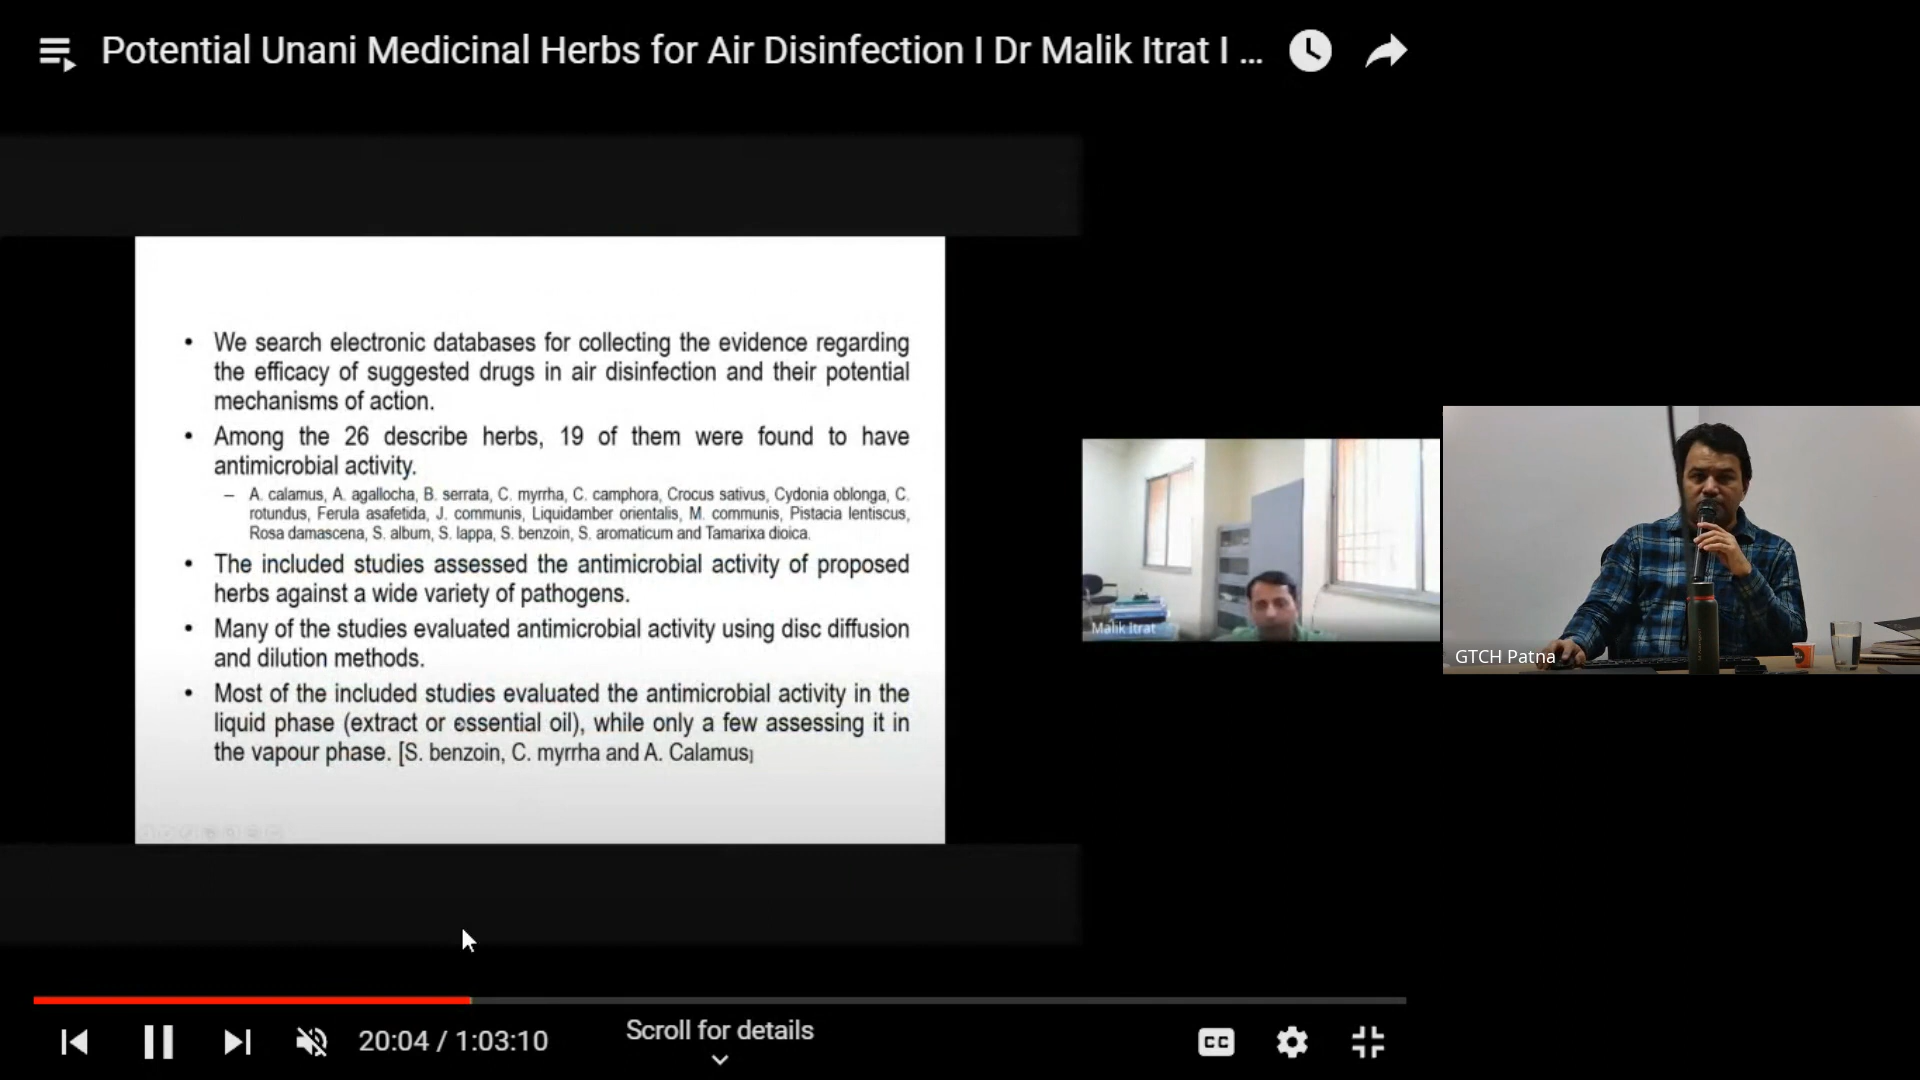 Potential Unani Medicinal Herbs for Air Disinfection I Dr Malik Itrat I ...
• We search electronic databases for collecting the evidence regarding
the efficacy of suggested drugs in air disinfection and their potential
mechanisms of action.
• Among the 26 describe herbs, 19 of them were found to have
antimicrobial activity.
– A. calamus, A. agallocha, B. serrata, C. myrrha, C. camphora, Crocus sativus, Cydonia oblonga, C.
rotundus, Ferula asafetida, J. communis, Liquidamber orientalis, M. communis, Pistacia lentiscus,
Rosa damascena, S. album, S. lappa, S. benzoin, S. aromaticum and Tamarixa dioica.
• The included studies assessed the antimicrobial activity of proposed
herbs against a wide variety of pathogens.
• Many of the studies evaluated antimicrobial activity using disc diffusion
and dilution methods.
• Most of the included studies evaluated the antimicrobial activity in the
liquid phase (extract or essential oil), while only a few assessing it in
the vapour phase. [S. benzoin, C. myrrha and A. Calamus]
Malik Itrat
GTCH Patna
20:04 / 1:03:10
Scroll for details
CC